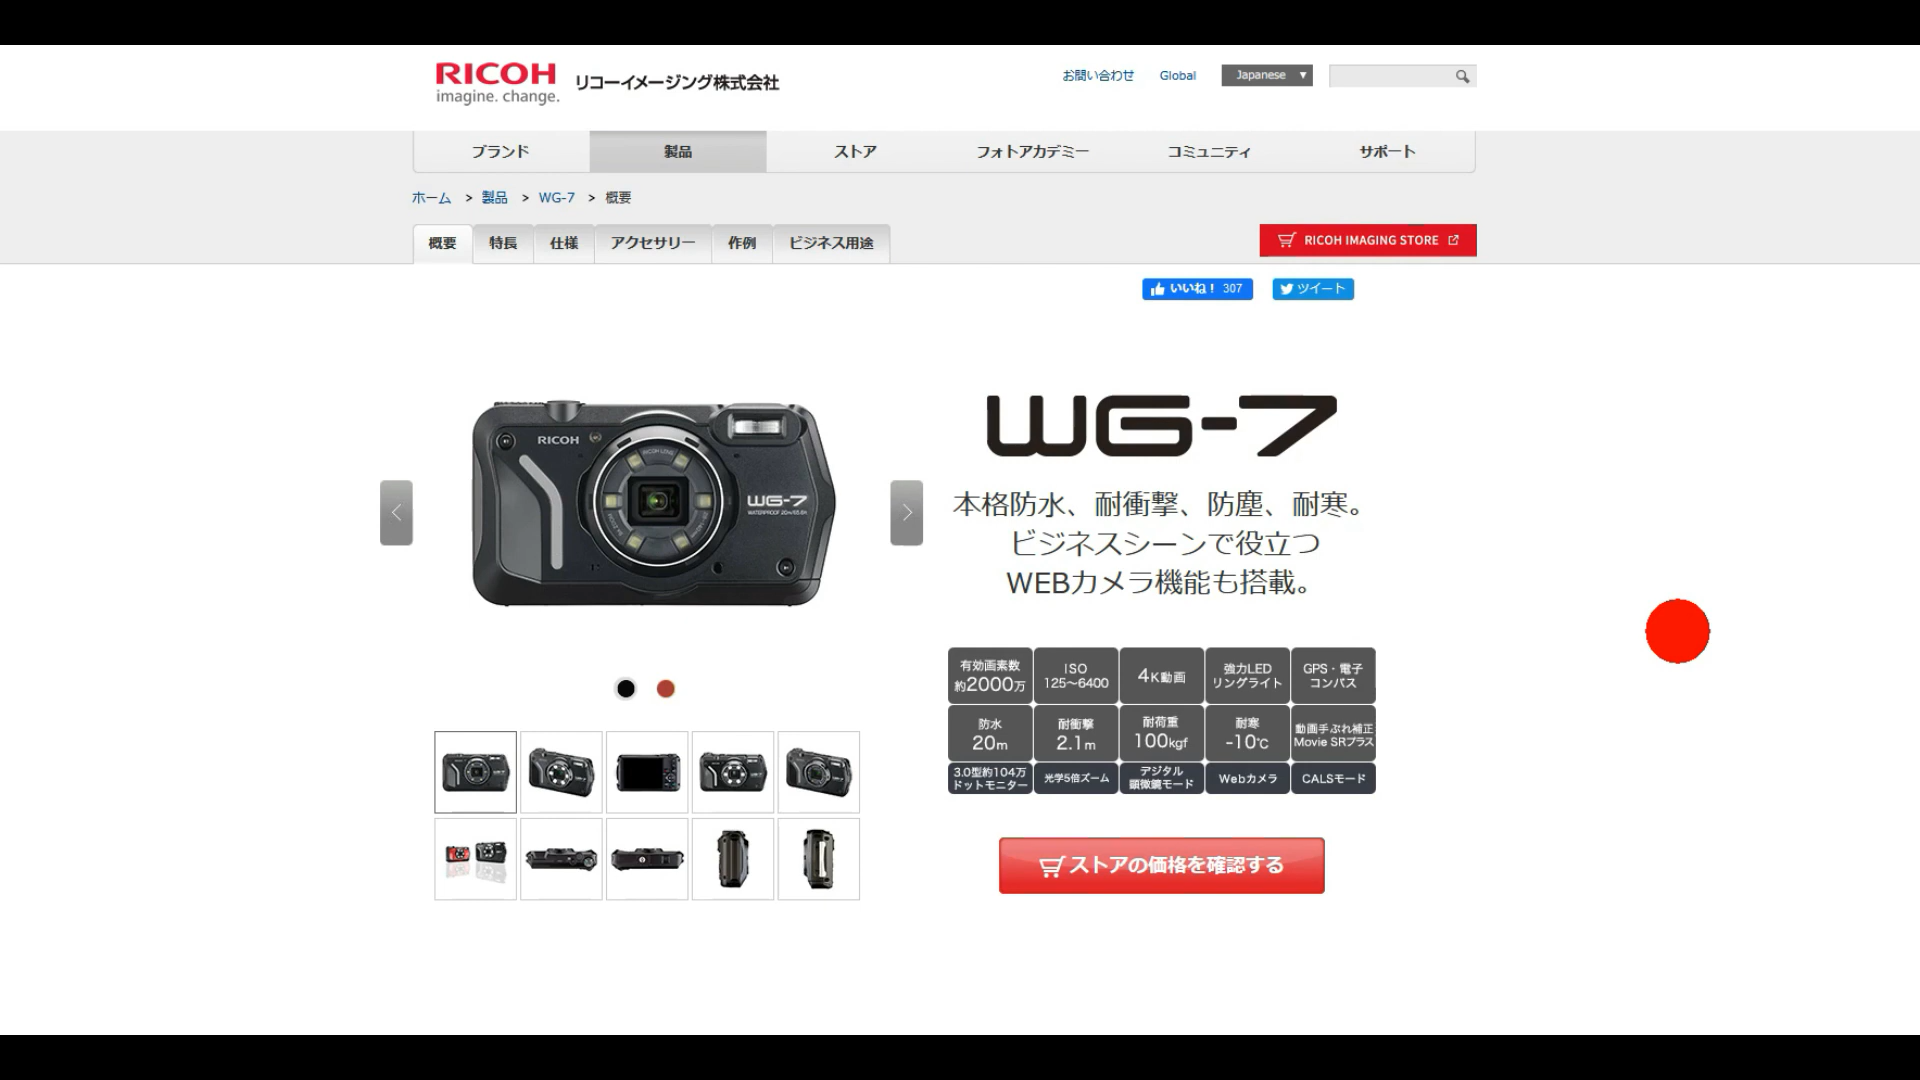 RICOH
imagine. change.
リコーイメージング株式会社
お問い合わせ
Global
Japanese
ブランド
製品
ストア
フォトアカデミー
コミュニティ
サポート
ホーム > 製品 > WG-7 > 概要
概要
特長
仕様
アクセサリー
作例
ビジネス用途
RICOH IMAGING STORE
いいね! 307
ツイート
RICOH
WG-7
WG-7
本格防水、耐衝撃、防塵、耐寒。
ビジネスシーンで役立つ
WEBカメラ機能も搭載。
有効画素数
約2000万
ISO
125~6400
4K動画
強力LED
リングライト
GPS・電子
コンパス
防水
20m
耐衝撃
2.1m
耐荷重
100kgf
耐寒
-10℃
動画手ぶれ補正
Movie SRプラス
3.0型約104万
ドットモニター
光学5倍ズーム
デジタル
顕微鏡モード
Webカメラ
CALSモード
ストアの価格を確認する